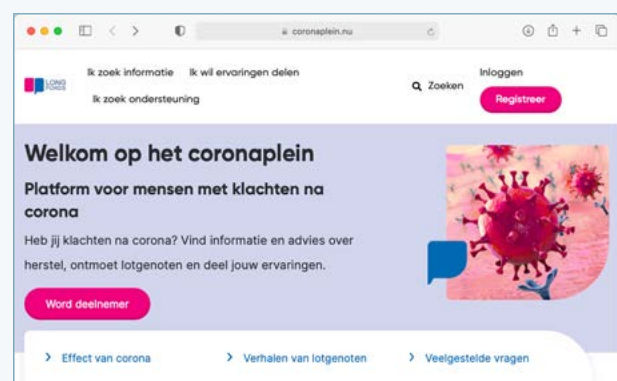 coronaplein.nu
LONG
FONDS
Ik zoek informatie Ik wil ervaringen delen
Ik zoek ondersteuning
Zoeken
Inloggen
Registreer
Welkom op het coronaplein
Platform voor mensen met klachten na
corona
Heb jij klachten na corona? Vind informatie en advies over
herstel, ontmoet lotgenoten en deel jouw ervaringen.
Word deelnemer
Effect van corona Verhalen van lotgenoten Veelgestelde vragen